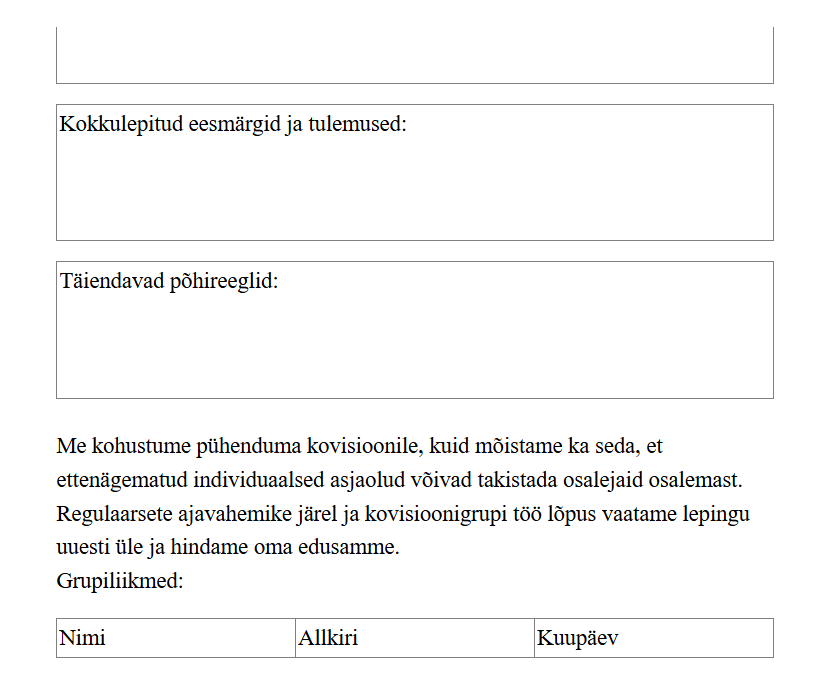 Kokkulepitud eesmärgid ja tulemused:
Täiendavad põhireeglid:
Me kohustume pühenduma kovisioonile, kuid mõistame ka seda, et
ettenägematud individuaalsed asjaolud võivad takistada osalejaid osalemast.
Regulaarsete ajavahemike järel ja kovisioonigrupi töö lõpus vaatame lepingu
uuesti üle ja hindame oma edusamme.
Grupiliikmed:
Nimi Allkiri Kuupäev